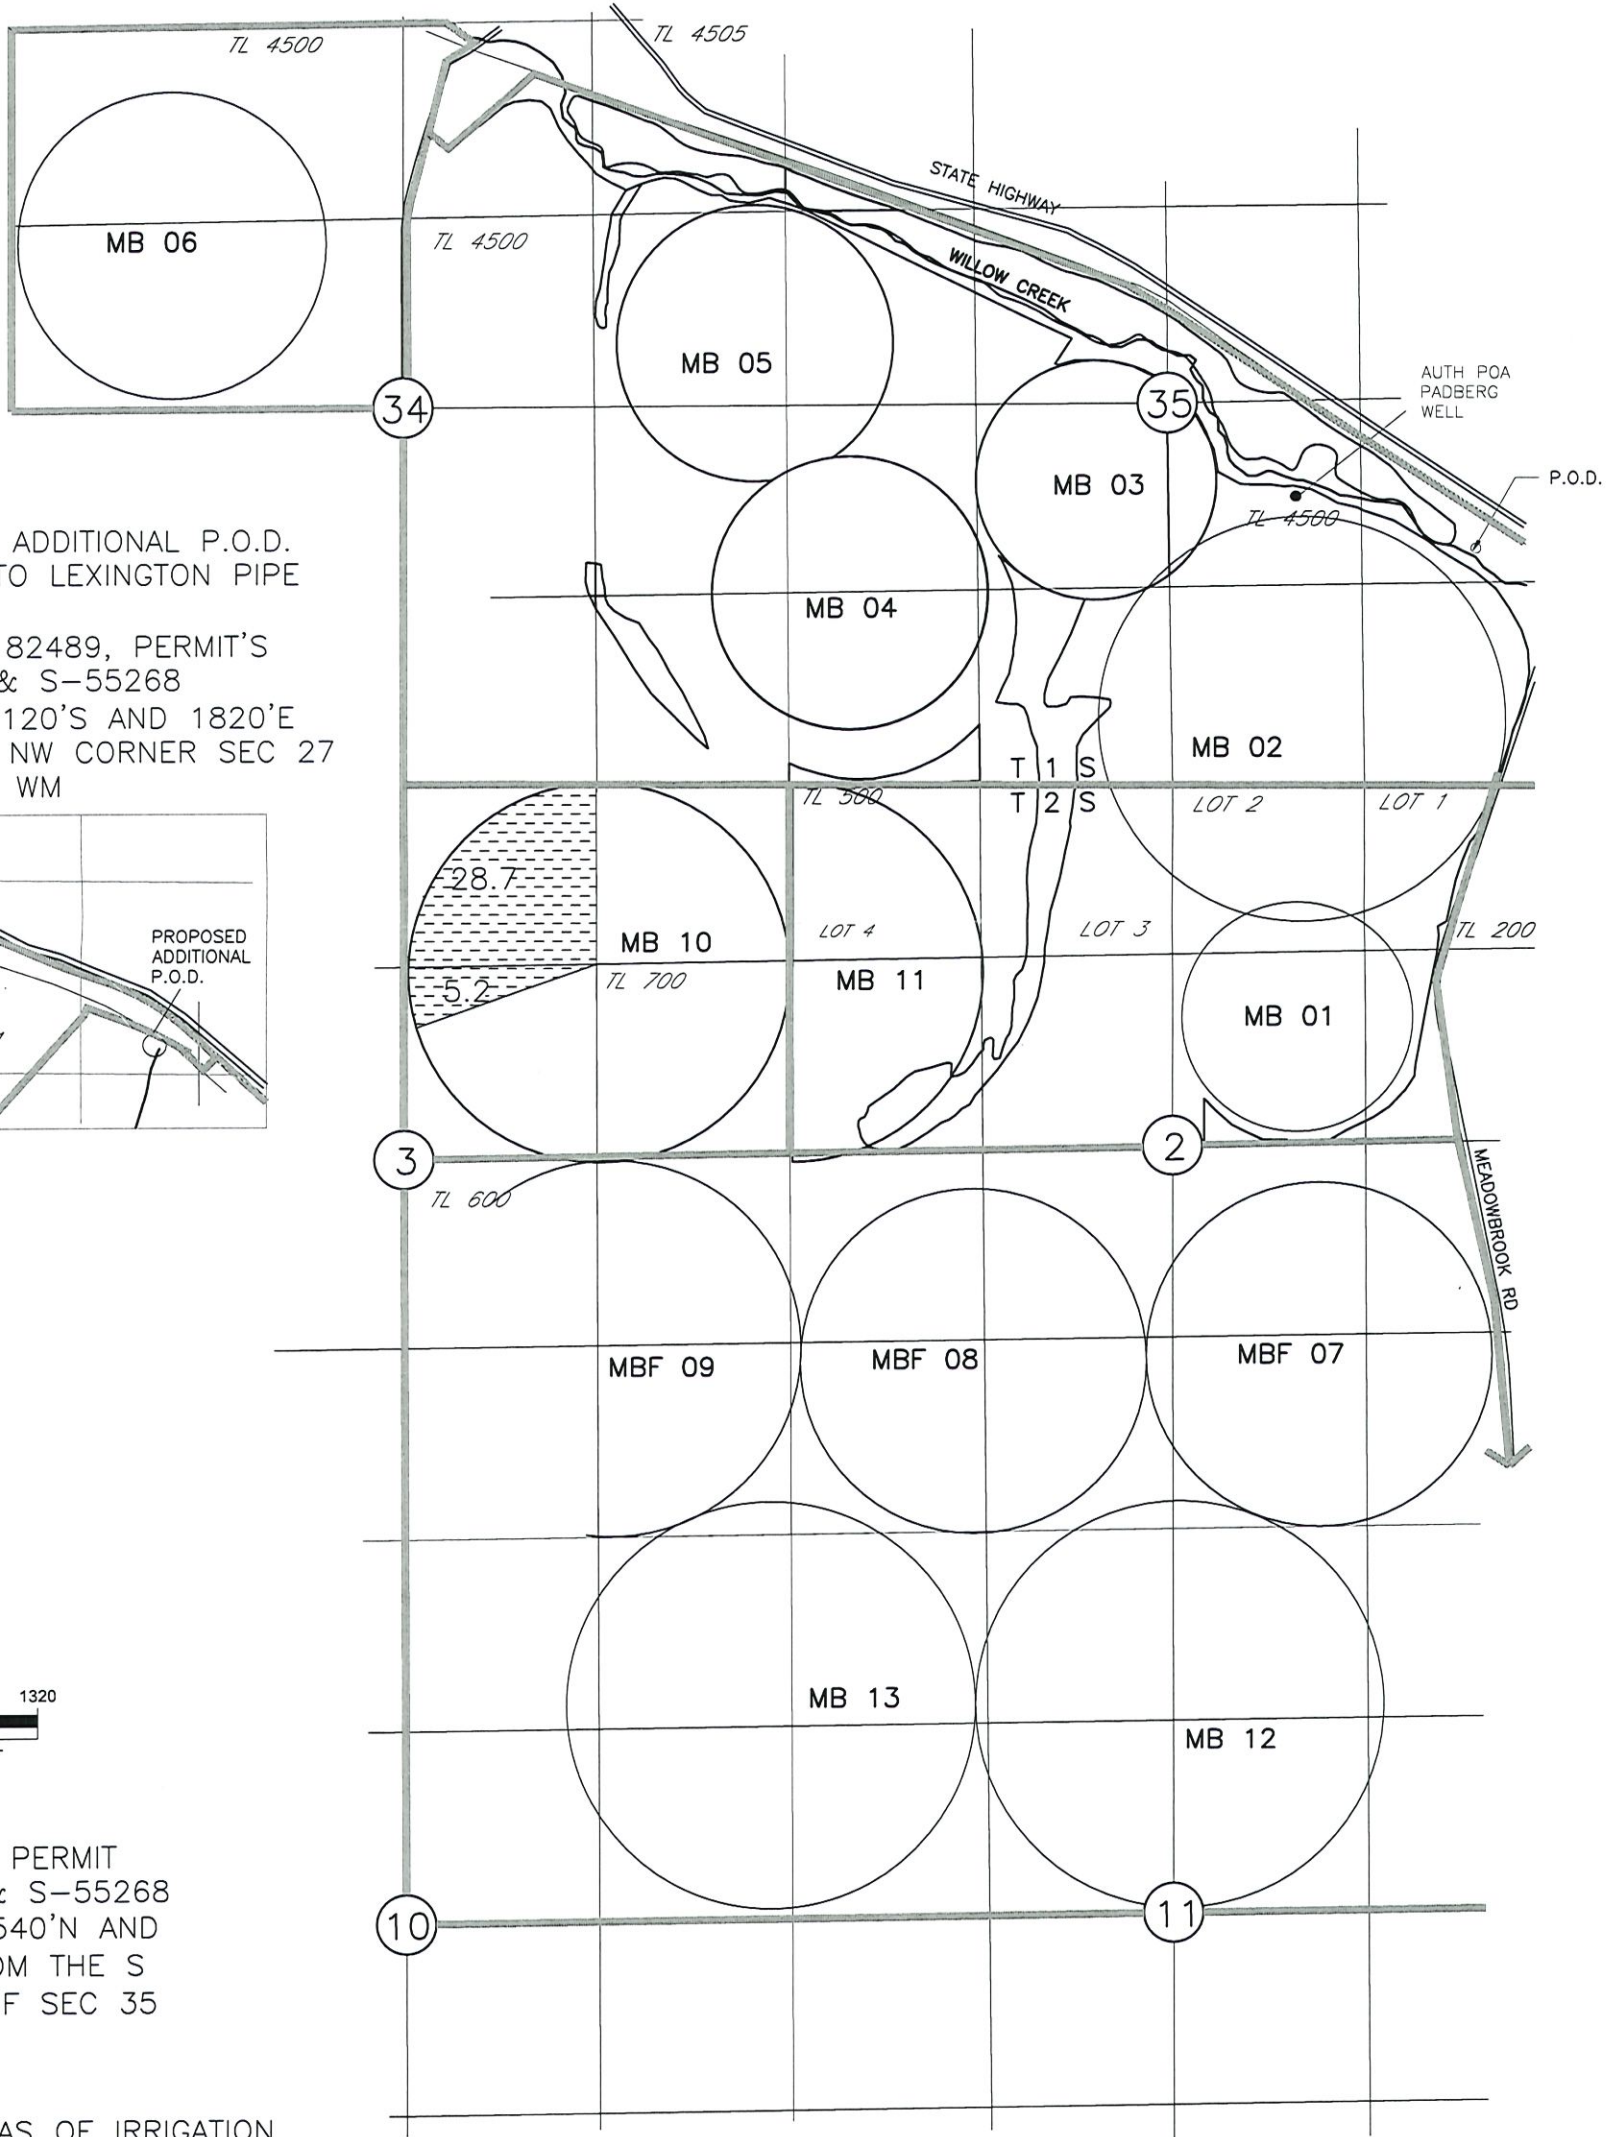 TL 4500
TL 4505
STATE HIGHWAY
MB 06
TL 4500
WILLOW CREEK
MB 05
AUTH POA
PADBERG
WELL
34
35
MB 03
P.O.D.
TL 4500
ADDITIONAL P.O.D.
TO LEXINGTON PIPE
MB 04
82489, PERMIT'S
& S-55268
120'S AND 1820'E
NW CORNER SEC 27
WM
MB 02
T 1 S
T 2 S
TL 500
LOT 2
LOT 1
28.7
MB 10
LOT 4
LOT 3
TL 200
PROPOSED
ADDITIONAL
P.O.D.
5.2
TL 700
MB 11
MB 01
3
2
TL 600
MEADOWBROOK RD
MBF 09
MBF 08
MBF 07
1320
MB 13
MB 12
PERMIT
& S-55268
540'N AND
OM THE S
F SEC 35
10
11
AS OF IRRIGATION